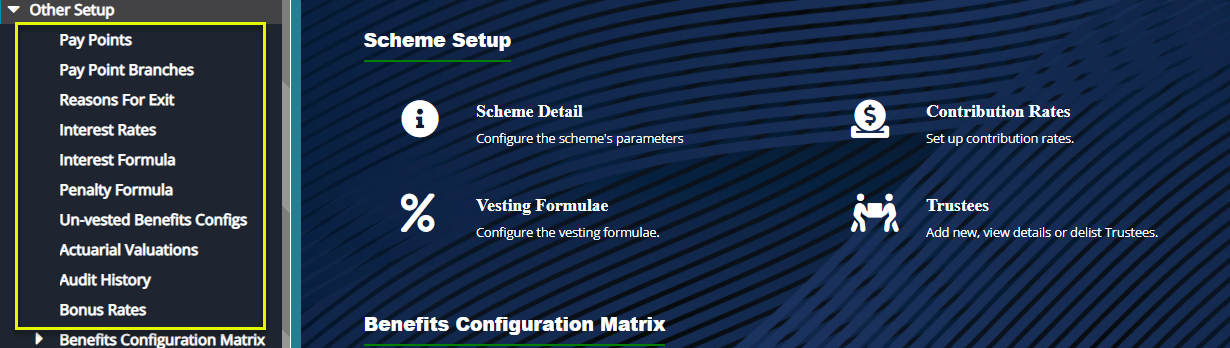 Other Setup
Pay Points
Pay Point Branches
Reasons For Exit
Interest Rates
Interest Formula
Penalty Formula
Un-vested Benefits Configs
Actuarial Valuations
Audit History
Bonus Rates
Benefits Configuration Matrix
Scheme Setup
Scheme Detail
Configure the scheme's parameters
Contribution Rates
Set up contribution rates.
Vesting Formulae
Configure the vesting formulae.
Trustees
Add new, view details or delist Trustees.
Benefits Configuration Matrix